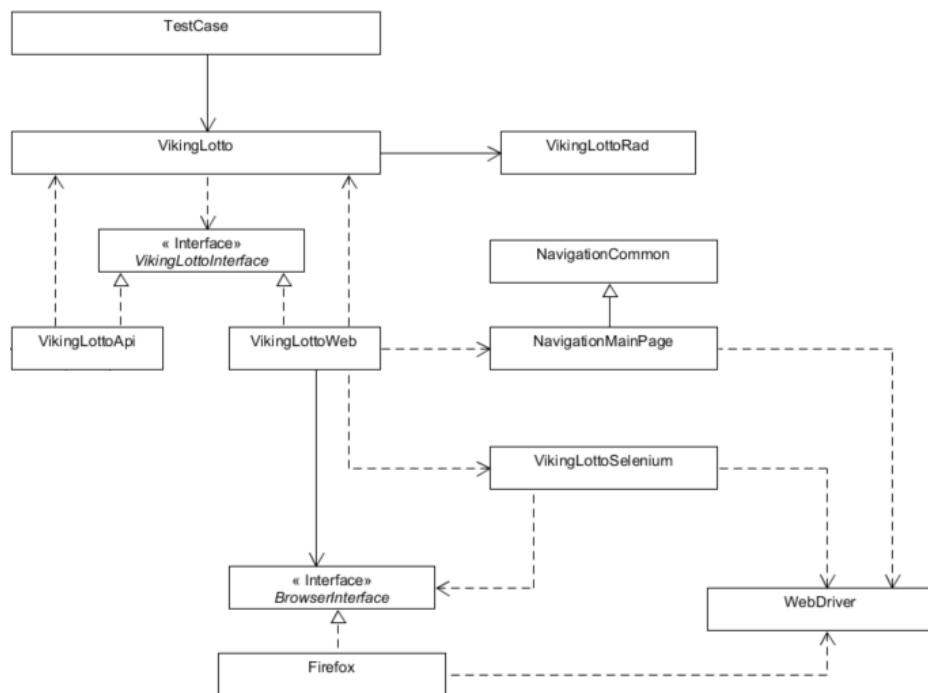 TestCase
VikingLotto
VikingLottoRad
« Interface»
VikingLottoInterface
NavigationCommon
VikingLottoApi
VikingLottoWeb
NavigationMainPage
VikingLottoSelenium
« Interface»
BrowserInterface
WebDriver
Firefox